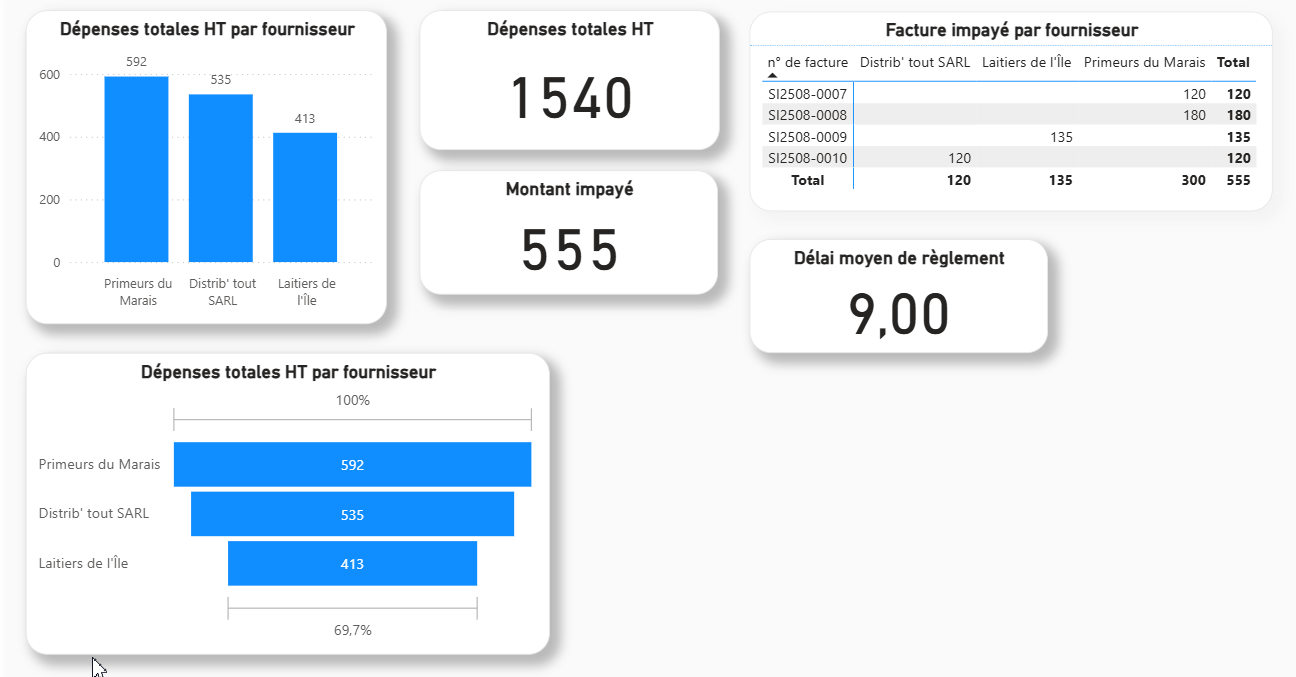 Dépenses totales HT par fournisseur
592
600
535
413
400
200
0
Primeurs du Marais
Distrib' tout SARL
Laitiers de l'Île
Dépenses totales HT
1540
Montant impayé
555
Facture impayé par fournisseur
n° de facture Distrib' tout SARL Laitiers de l'Île Primeurs du Marais Total
SI2508-0007 120 120
SI2508-0008 180 180
SI2508-0009 135 135
SI2508-0010 120 120
Total 120 135 300 555
Délai moyen de règlement
9,00
Dépenses totales HT par fournisseur
100%
Primeurs du Marais 592
Distrib' tout SARL 535
Laitiers de l'Île 413
69,7%